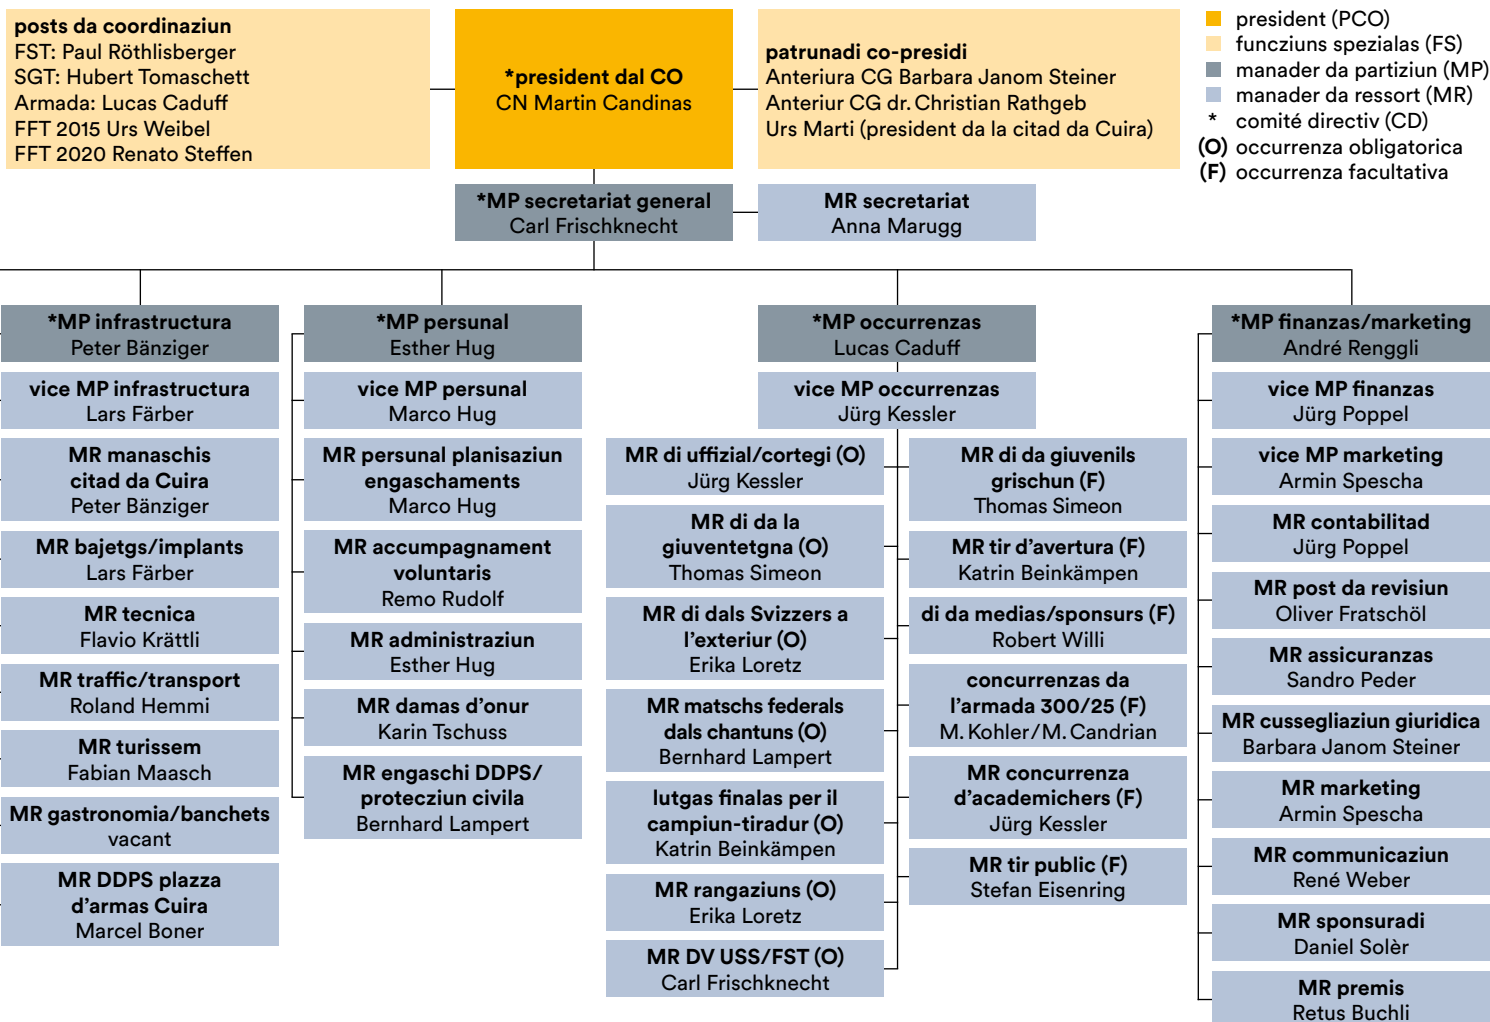 posts da coordinaziun
FST: Paul Röthlisberger
SGT: Hubert Tomaschett
Armada: Lucas Caduff
FFT 2015 Urs Weibel
FFT 2020 Renato Steffen
*president dal CO
CN Martin Candinas
patrunadi co-presidi
Anteriura CG Barbara Janom Steiner
Anteriur CG dr. Christian Rathgeb
Urs Marti (president da la citad da Cuira)
president (PCO)
funcziuns spezialas (FS)
manader da partiziun (MP)
manader da ressort (MR)
* comité directiv (CD)
(O) occurrenza obligatorica
(F) occurrenza facultativa
*MP secretariat general
Carl Frischknecht
MR secretariat
Anna Marugg
*MP infrastructura
Peter Bänziger
vice MP infrastructura
Lars Färber
MR manaschis
citad da Cuira
Peter Bänziger
MR bajetgs/implants
Lars Färber
MR tecnica
Flavio Krättli
MR traffic/transport
Roland Hemmi
MR turissem
Fabian Maasch
MR gastronomia/banchets
vacant
MR DDPS plazza
d'armas Cuira
Marcel Boner
*MP persunal
Esther Hug
vice MP persunal
Marco Hug
MR persunal planisaziun
engaschaments
Marco Hug
MR accumpagnament
voluntaris
Remo Rudolf
MR administraziun
Esther Hug
MR damas d'onur
Karin Tschuss
MR engaschi DDPS/
protecziun civila
Bernhard Lampert
*MP occurrenzas
Lucas Caduff
vice MP occurrenzas
Jürg Kessler
MR di uffizial/cortegi (O)
Jürg Kessler
MR di da la
giuventetgna (O)
Thomas Simeon
MR di dals Svizzers a
l'exteriur (O)
Erika Loretz
MR matschs federals
dals chantuns (O)
Bernhard Lampert
lutgas finalas per il
campiun-tiradur (O)
Katrin Beinkämpen
MR rangaziuns (O)
Erika Loretz
MR DV USS/FST (O)
Carl Frischknecht
MR di da giuvenils
grischun (F)
Thomas Simeon
MR tir d'avertura (F)
Katrin Beinkämpen
di da medias/sponsurs (F)
Robert Willi
concurrenzas da
l'armada 300/25 (F)
M. Kohler/M. Candrian
MR concurrenza
d'academichers (F)
Jürg Kessler
MR tir public (F)
Stefan Eisenring
*MP finanzas/marketing
André Renggli
vice MP finanzas
Jürg Poppel
vice MP marketing
Armin Spescha
MR contabilitad
Jürg Poppel
MR post da revisiun
Oliver Fratschöl
MR assicuranzas
Sandro Peder
MR cussegliaziun giuridica
Barbara Janom Steiner
MR marketing
Armin Spescha
MR communicaziun
René Weber
MR sponsuradi
Daniel Solèr
MR premis
Retus Buchli